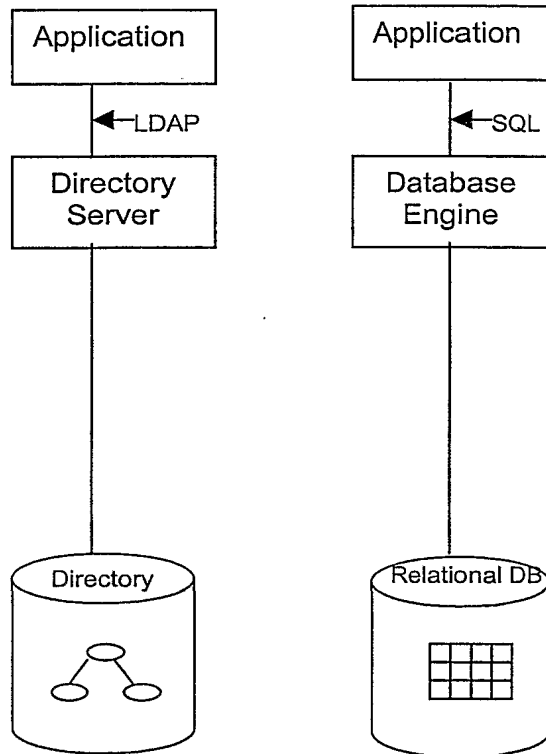 Application
LDAP
Directory
Server
Directory
Application
SQL
Database
Engine
Relational DB